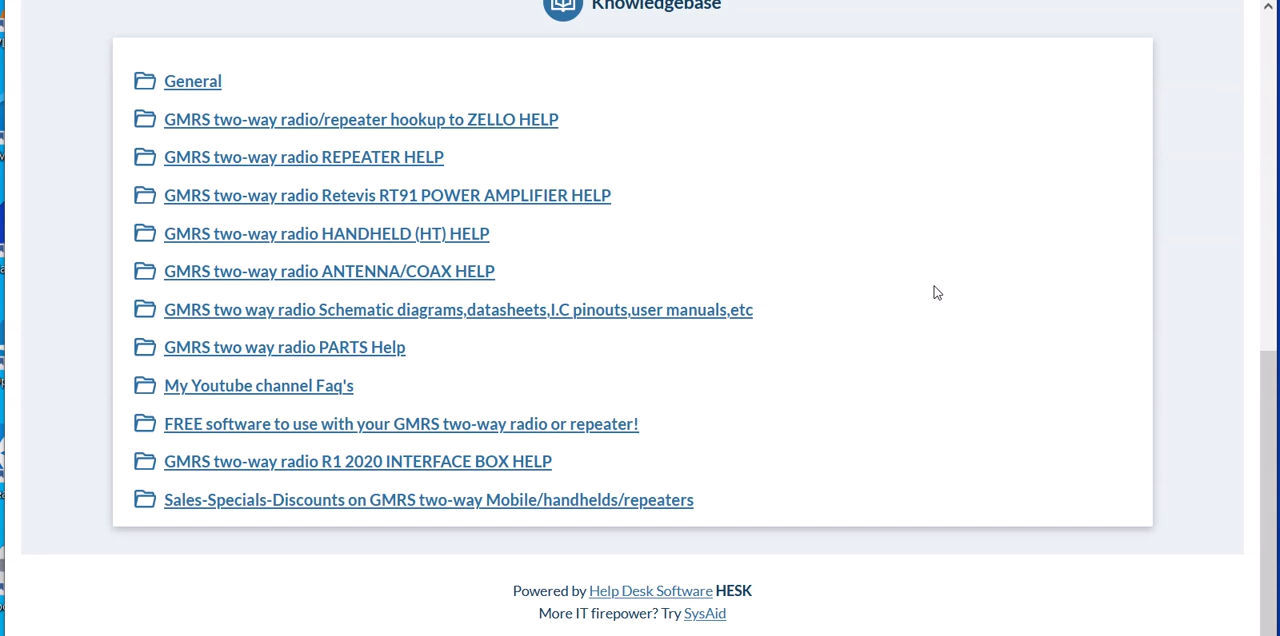 Knowledgebase
General
GMRS two-way radio/repeater hookup to ZELLO HELP
GMRS two-way radio REPEATER HELP
GMRS two-way radio Retevis RT91 POWER AMPLIFIER HELP
GMRS two-way radio HANDHELD (HT) HELP
GMRS two-way radio ANTENNA/COAX HELP
GMRS two way radio Schematic diagrams,datasheets,I.C pinouts,user manuals,etc
GMRS two way radio PARTS Help
My Youtube channel Faq's
FREE software to use with your GMRS two-way radio or repeater!
GMRS two-way radio R1 2020 INTERFACE BOX HELP
Sales-Specials-Discounts on GMRS two-way Mobile/handhelds/repeaters
Powered by Help Desk Software HESK
More IT firepower? Try SysAid